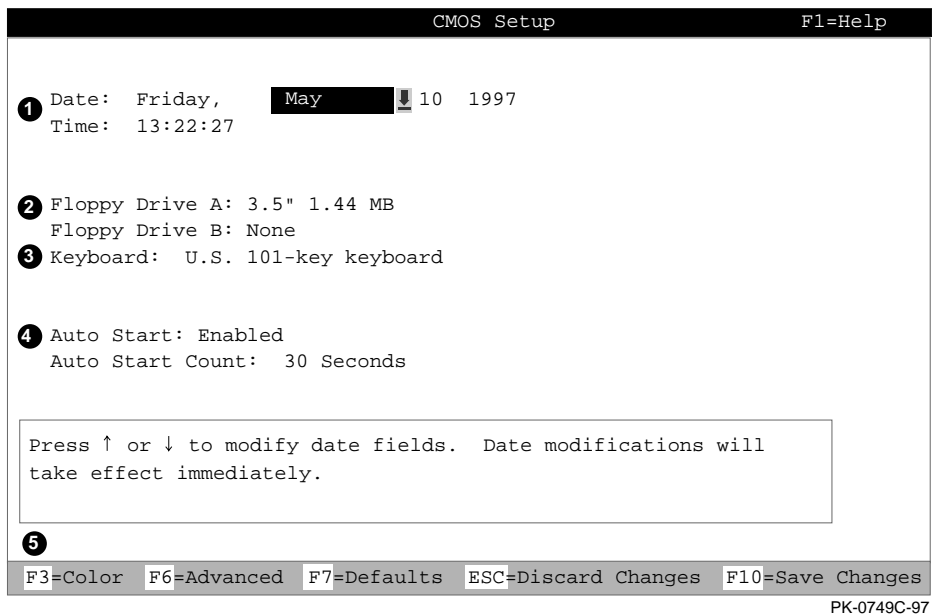 CMOS Setup F1=Help
1 Date: Friday, May 10 1997
Time: 13:22:27
2 Floppy Drive A: 3.5" 1.44 MB
Floppy Drive B: None
3 Keyboard: U.S. 101-key keyboard
4 Auto Start: Enabled
Auto Start Count: 30 Seconds
Press ↑ or ↓ to modify date fields. Date modifications will
take effect immediately.
5
F3=Color F6=Advanced F7=Defaults ESC=Discard Changes F10=Save Changes
PK-0749C-97